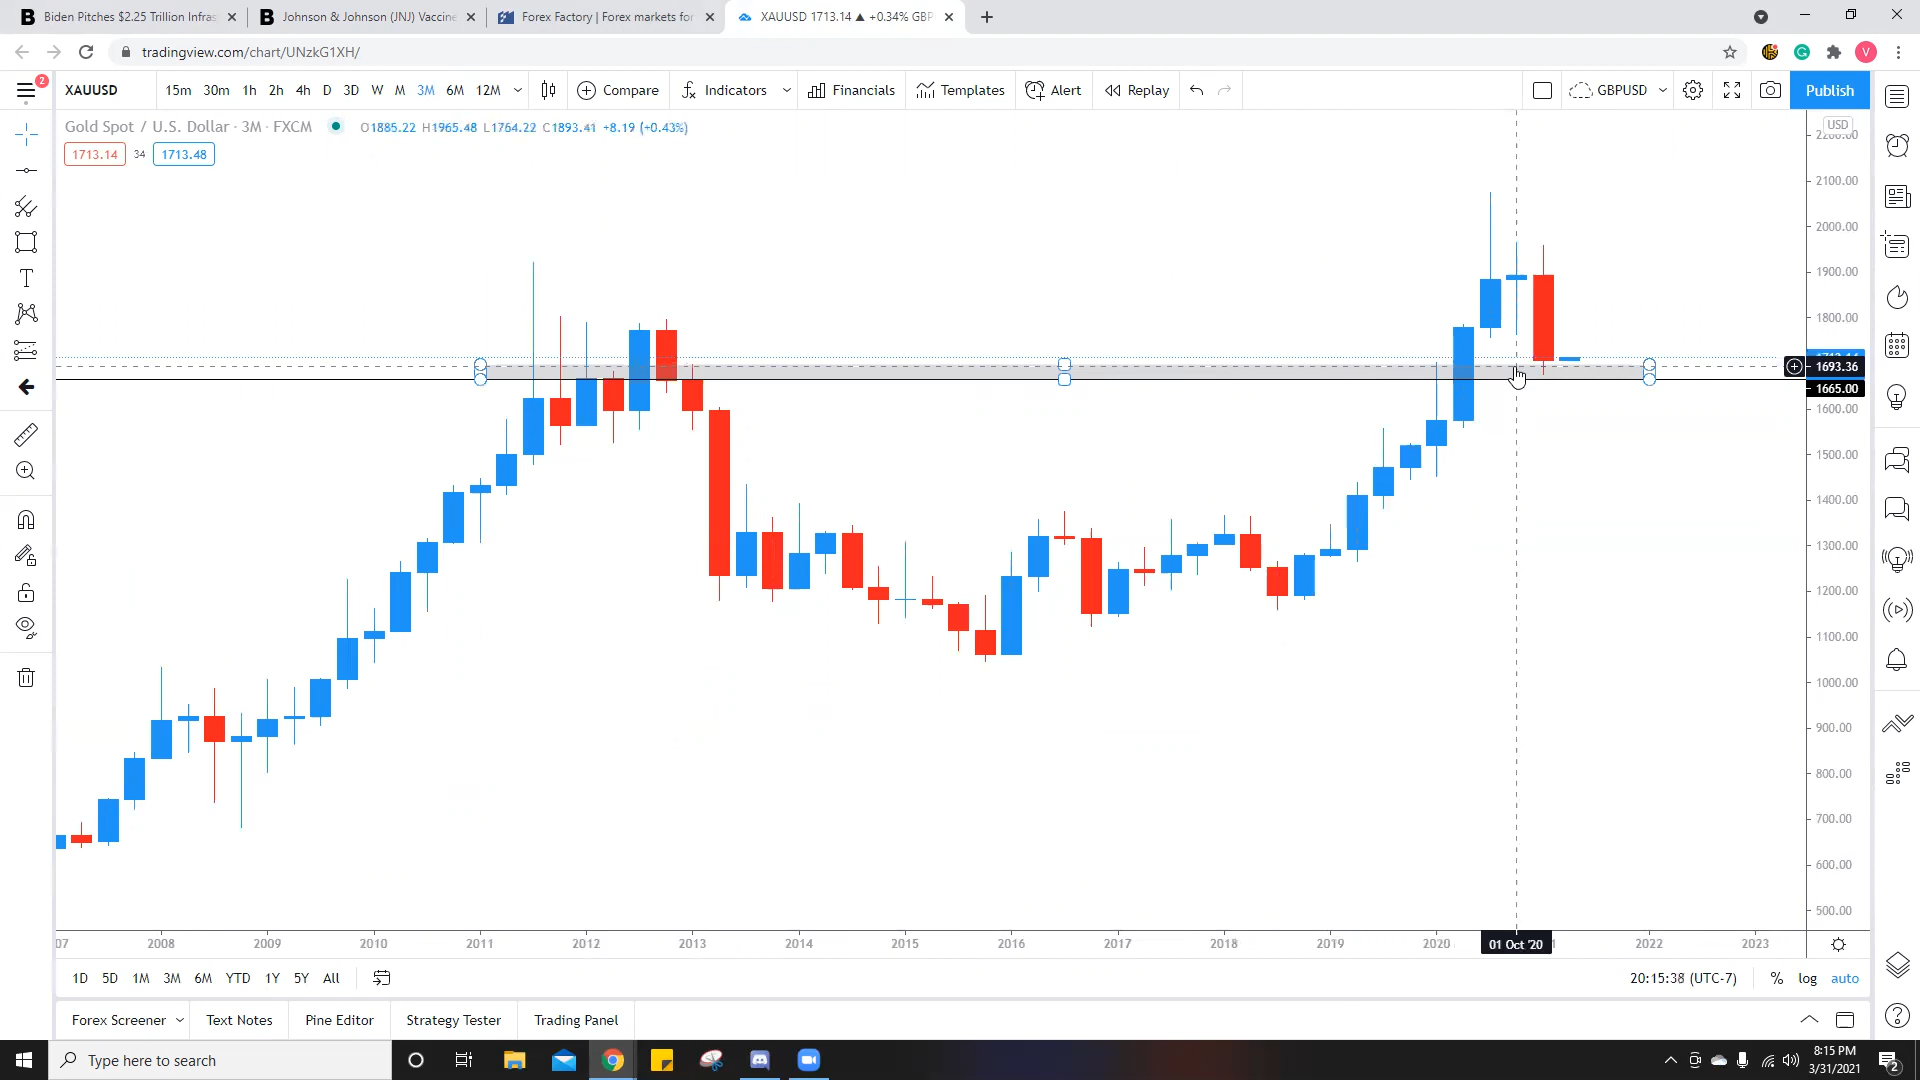 Biden Pitches $2.25 Trillion Infras
Johnson & Johnson (JNJ) Vaccine
Forex Factory | Forex markets for
XAUUSD 1713.14 ▲ +0.34% GBP
tradingview.com/chart/UNzkG1XH/
V
2
XAUUSD 15m 30m 1h 2h 4h D 3D W M 3M 6M 12M Compare Indicators Financials Templates Alert Replay GBPUSD Publish
Gold Spot / U.S. Dollar · 3M · FXCM O1885.22 H1965.48 L1764.22 C1893.41 +8.19 (+0.43%)
1713.14 34 1713.48
USD
2200.00
2100.00
2000.00
1900.00
1800.00
1693.36
1665.00
1600.00
1500.00
1400.00
1300.00
1200.00
1100.00
1000.00
900.00
800.00
700.00
600.00
500.00
07 2008 2009 2010 2011 2012 2013 2014 2015 2016 2017 2018 2019 2020 01 Oct '20 2022 2023
1D 5D 1M 3M 6M YTD 1Y 5Y All 20:15:38 (UTC-7) % log auto
Forex Screener Text Notes Pine Editor Strategy Tester Trading Panel
Type here to search
8:15 PM
3/31/2021
2